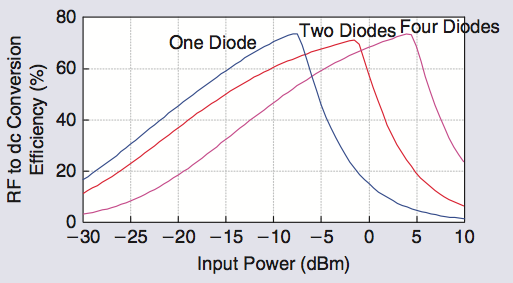 RF to dc Conversion
Efficiency (%)
80
60
40
20
0
One Diode
Two Diodes
Four Diodes
−30 −25 −20 −15 −10 −5 0 5 10
Input Power (dBm)